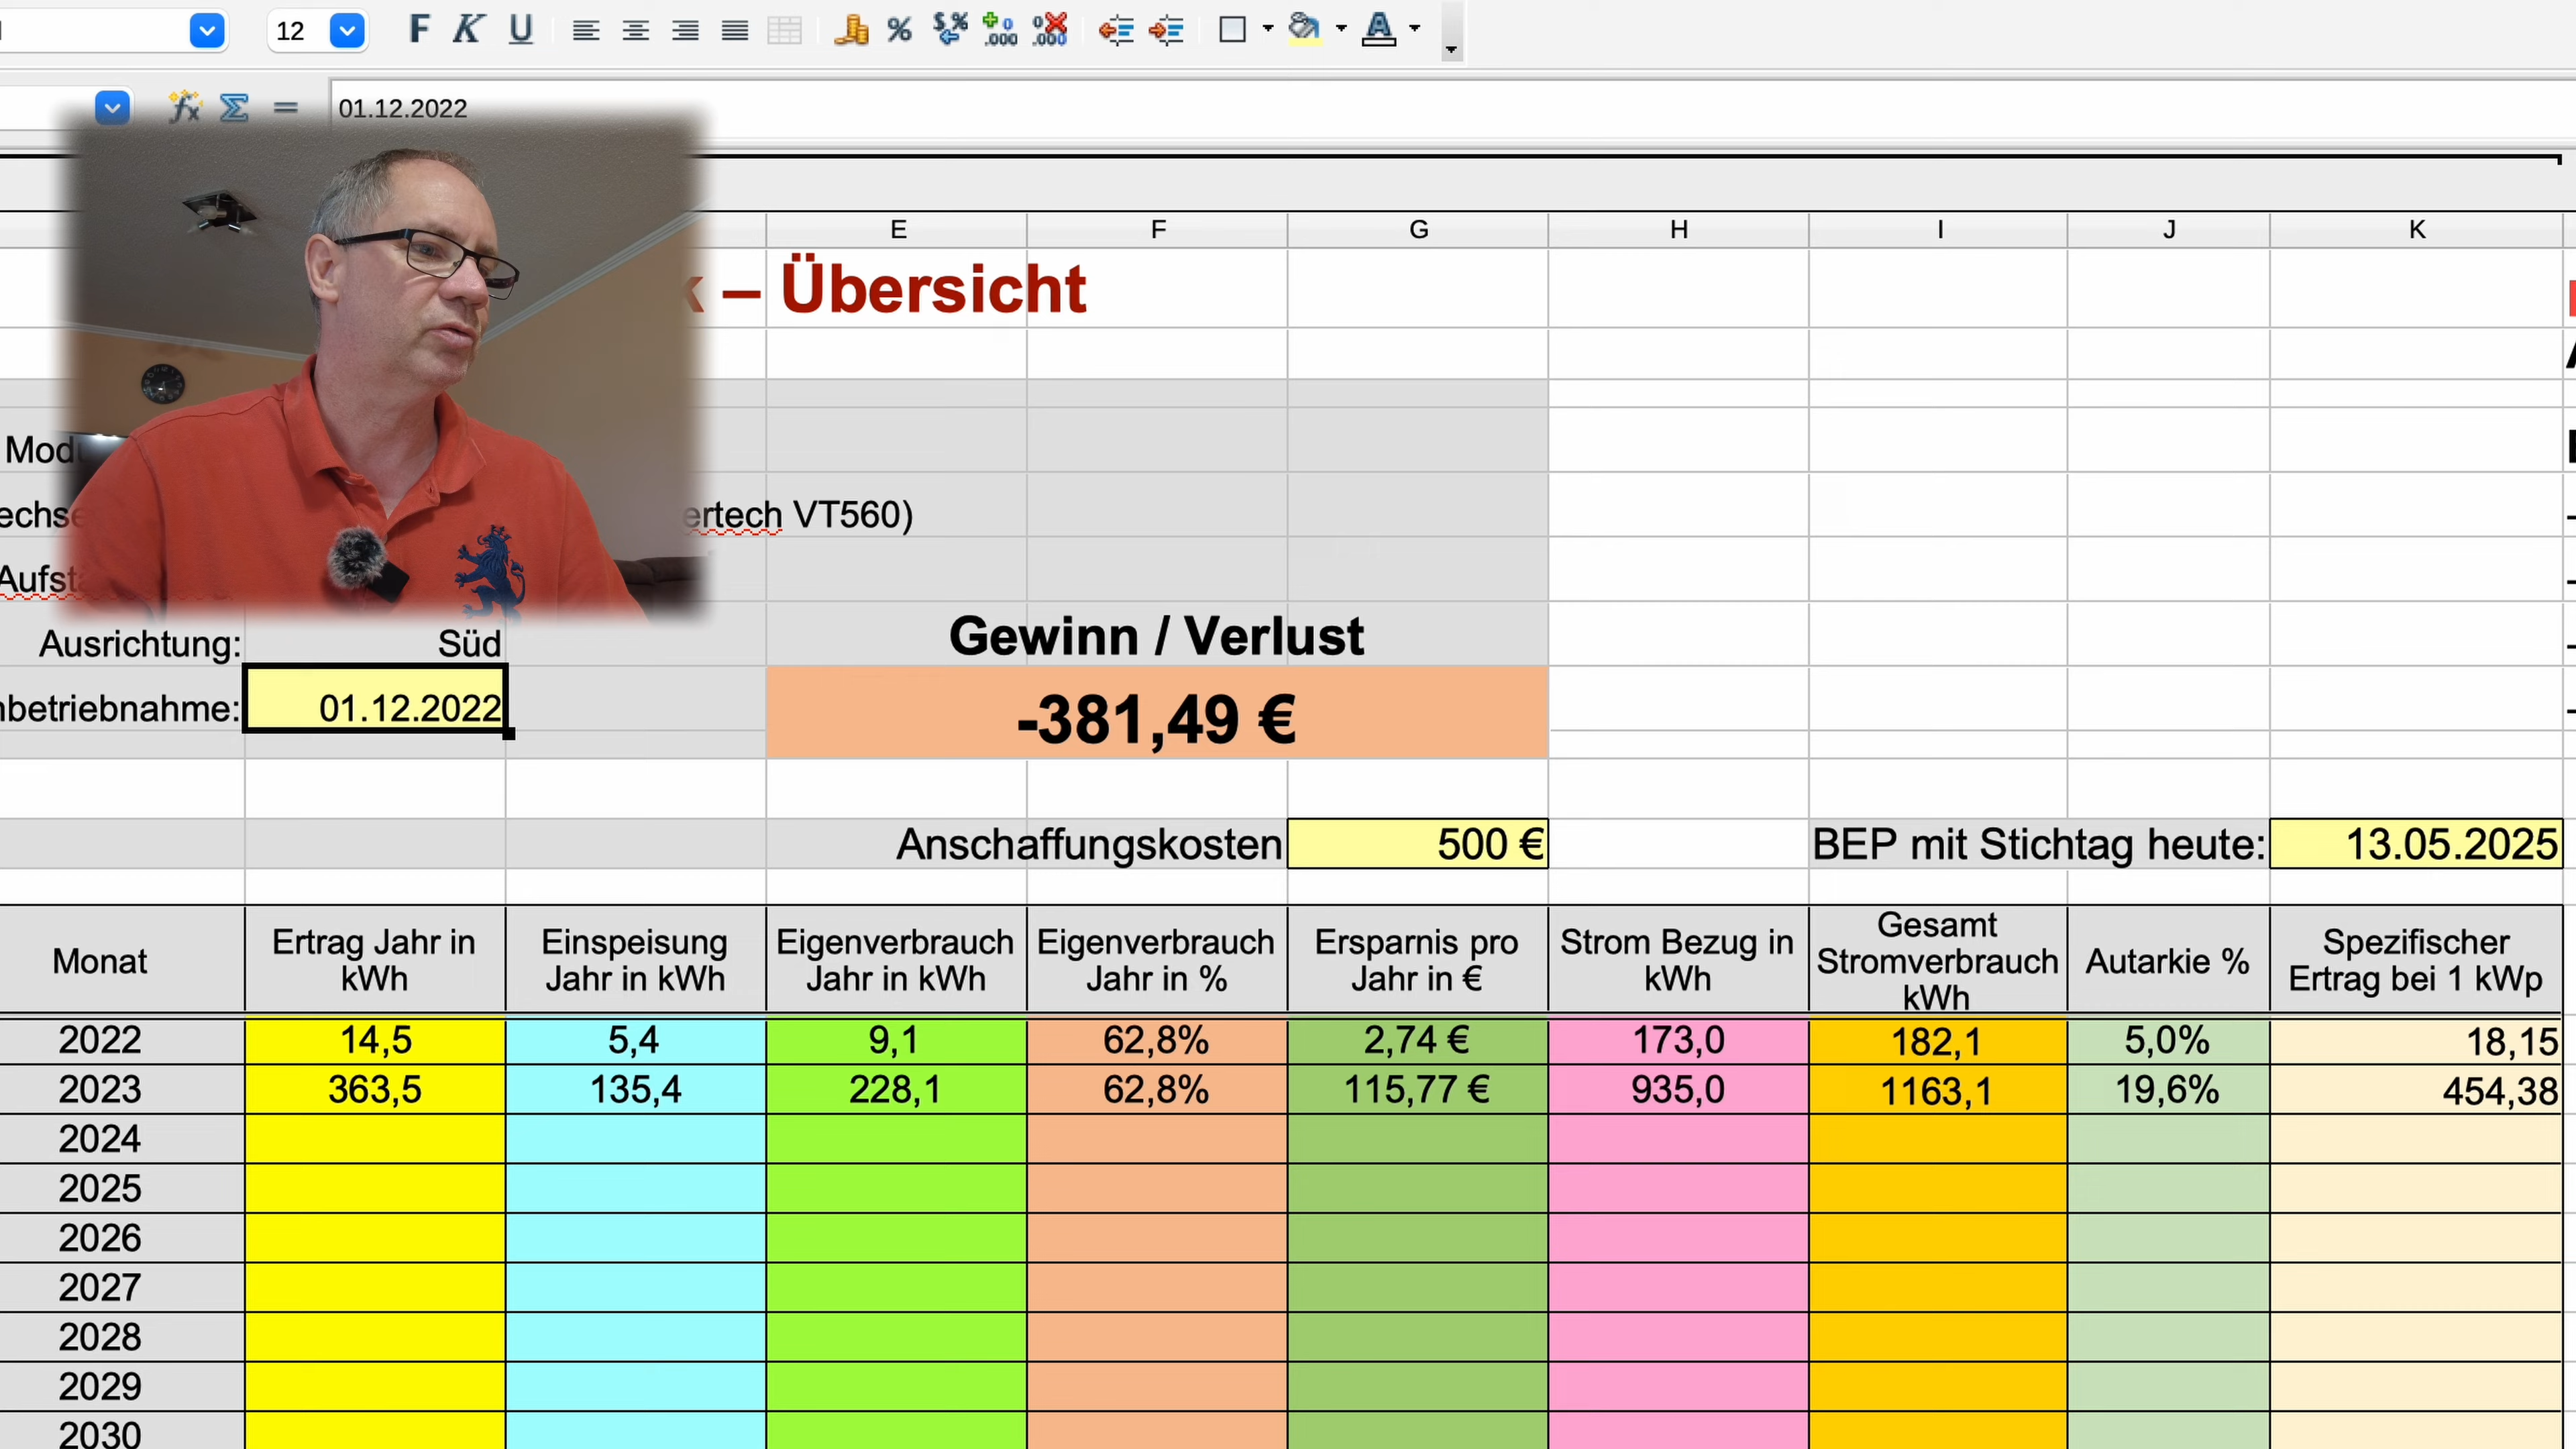 12
F K U
01.12.2022
E F G H I J K
– Übersicht
ertech VT560)
Ausrichtung: Süd
nbetriebnahme: 01.12.2022
Gewinn / Verlust
-381,49 €
Anschaffungskosten 500 € BEP mit Stichtag heute: 13.05.2025
Monat
Ertrag Jahr in
kWh
Einspeisung
Jahr in kWh
Eigenverbrauch
Jahr in kWh
Eigenverbrauch
Jahr in %
Ersparnis pro
Jahr in €
Strom Bezug in
kWh
Gesamt
Stromverbrauch
kWh
Autarkie %
Spezifischer
Ertrag bei 1 kWp
2022 14,5 5,4 9,1 62,8% 2,74 € 173,0 182,1 5,0% 18,15
2023 363,5 135,4 228,1 62,8% 115,77 € 935,0 1163,1 19,6% 454,38
2024
2025
2026
2027
2028
2029
2030